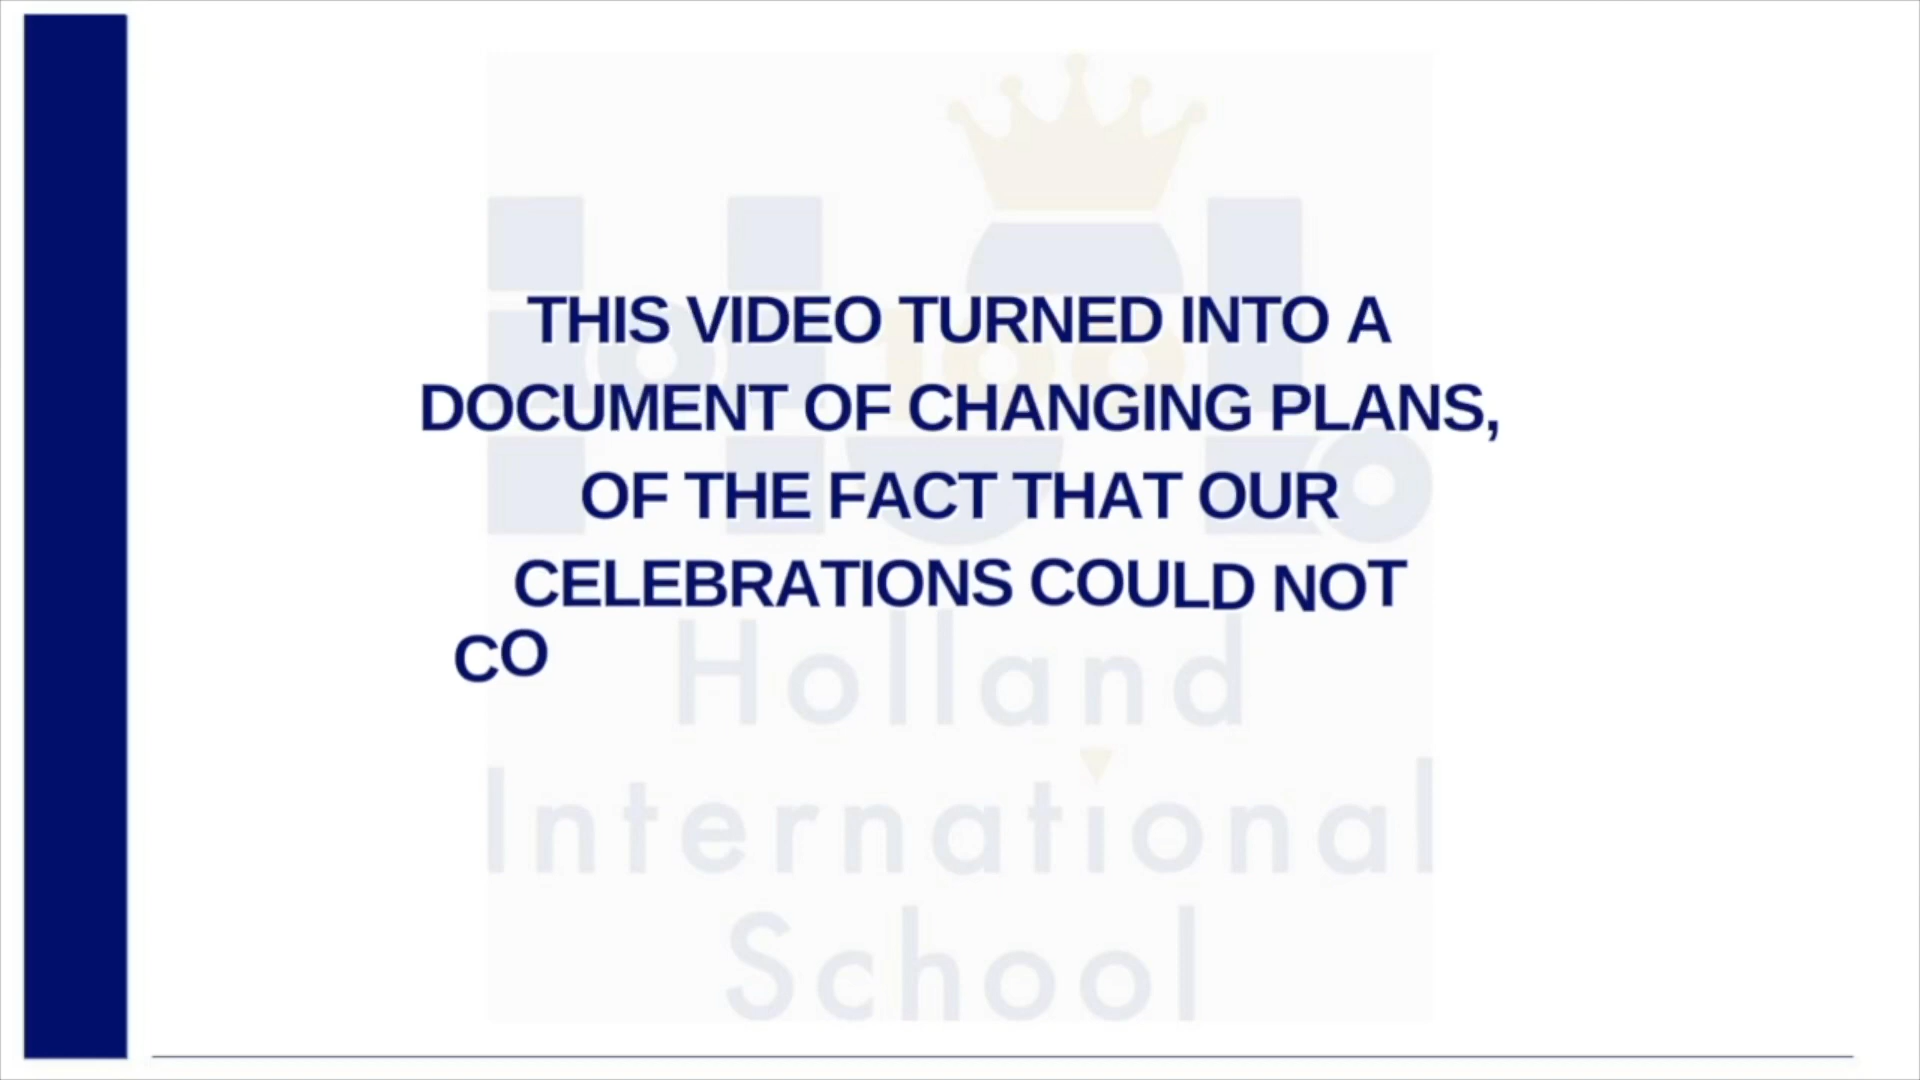 THIS VIDEO TURNED INTO A
DOCUMENT OF CHANGING PLANS,
OF THE FACT THAT OUR
CELEBRATIONS COULD NOT
CO
Holland
International
School